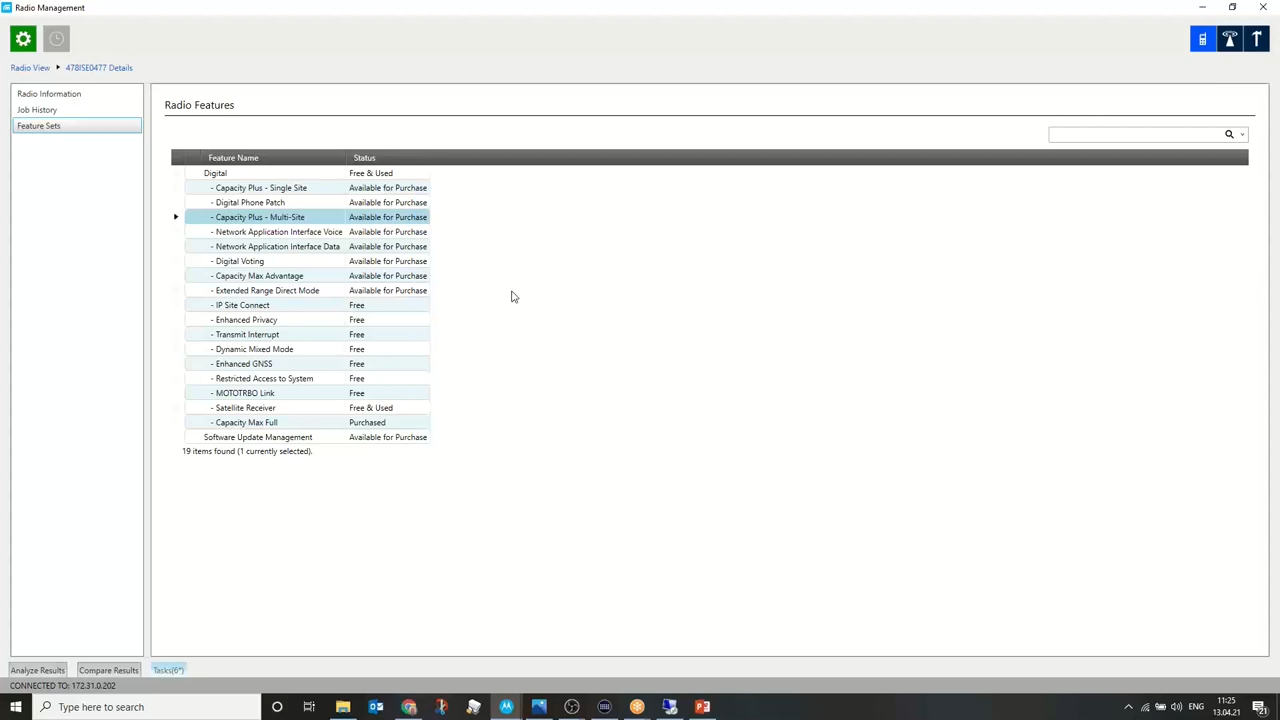 Radio Management
Radio View ▸ 478ISE0477 Details
Radio Information
Job History
Feature Sets
Radio Features
Feature Name Status
Digital Free & Used
- Capacity Plus - Single Site Available for Purchase
- Digital Phone Patch Available for Purchase
- Capacity Plus - Multi-Site Available for Purchase
- Network Application Interface Voice Available for Purchase
- Network Application Interface Data Available for Purchase
- Digital Voting Available for Purchase
- Capacity Max Advantage Available for Purchase
- Extended Range Direct Mode Available for Purchase
- IP Site Connect Free
- Enhanced Privacy Free
- Transmit Interrupt Free
- Dynamic Mixed Mode Free
- Enhanced GNSS Free
- Restricted Access to System Free
- MOTOTRBO Link Free
- Satellite Receiver Free & Used
- Capacity Max Full Purchased
Software Update Management Available for Purchase
19 items found (1 currently selected).
Analyze Results Compare Results Tasks(6*)
CONNECTED TO: 172.31.0.202
Type here to search
ENG
11:25
13.04.21
21